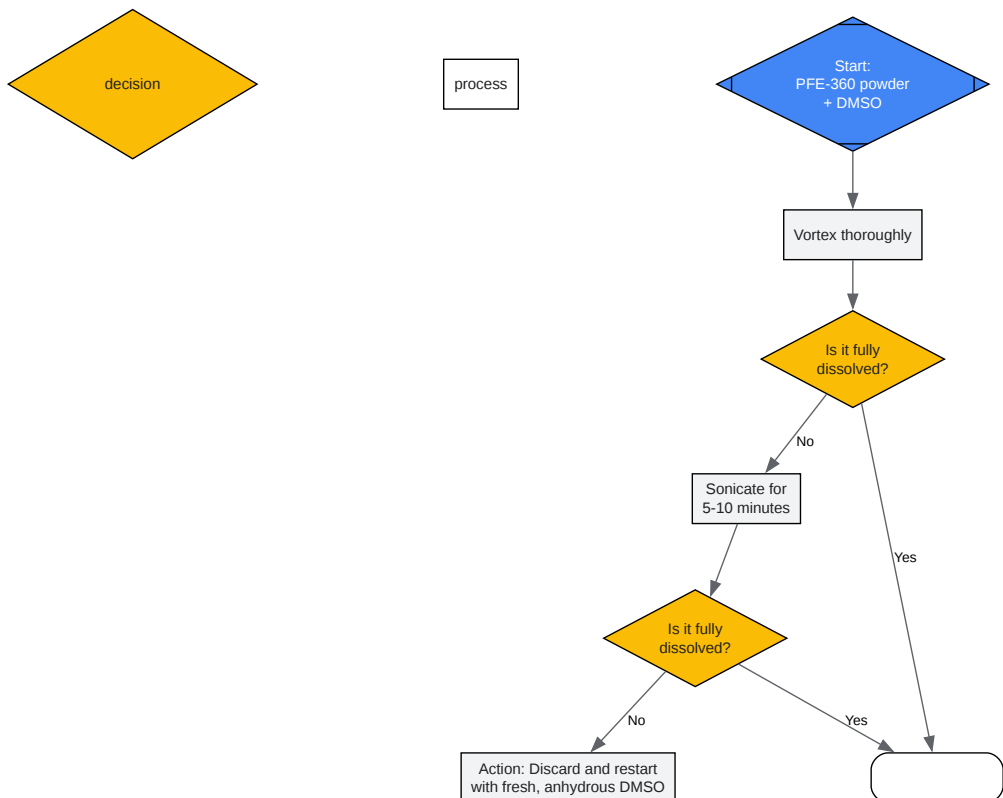 decision
process
Start:
PFE-360 powder
+ DMSO
Vortex thoroughly
Is it fully
dissolved?
No
Sonicate for
5-10 minutes
Yes
Is it fully
dissolved?
No
Yes
Action: Discard and restart
with fresh, anhydrous DMSO